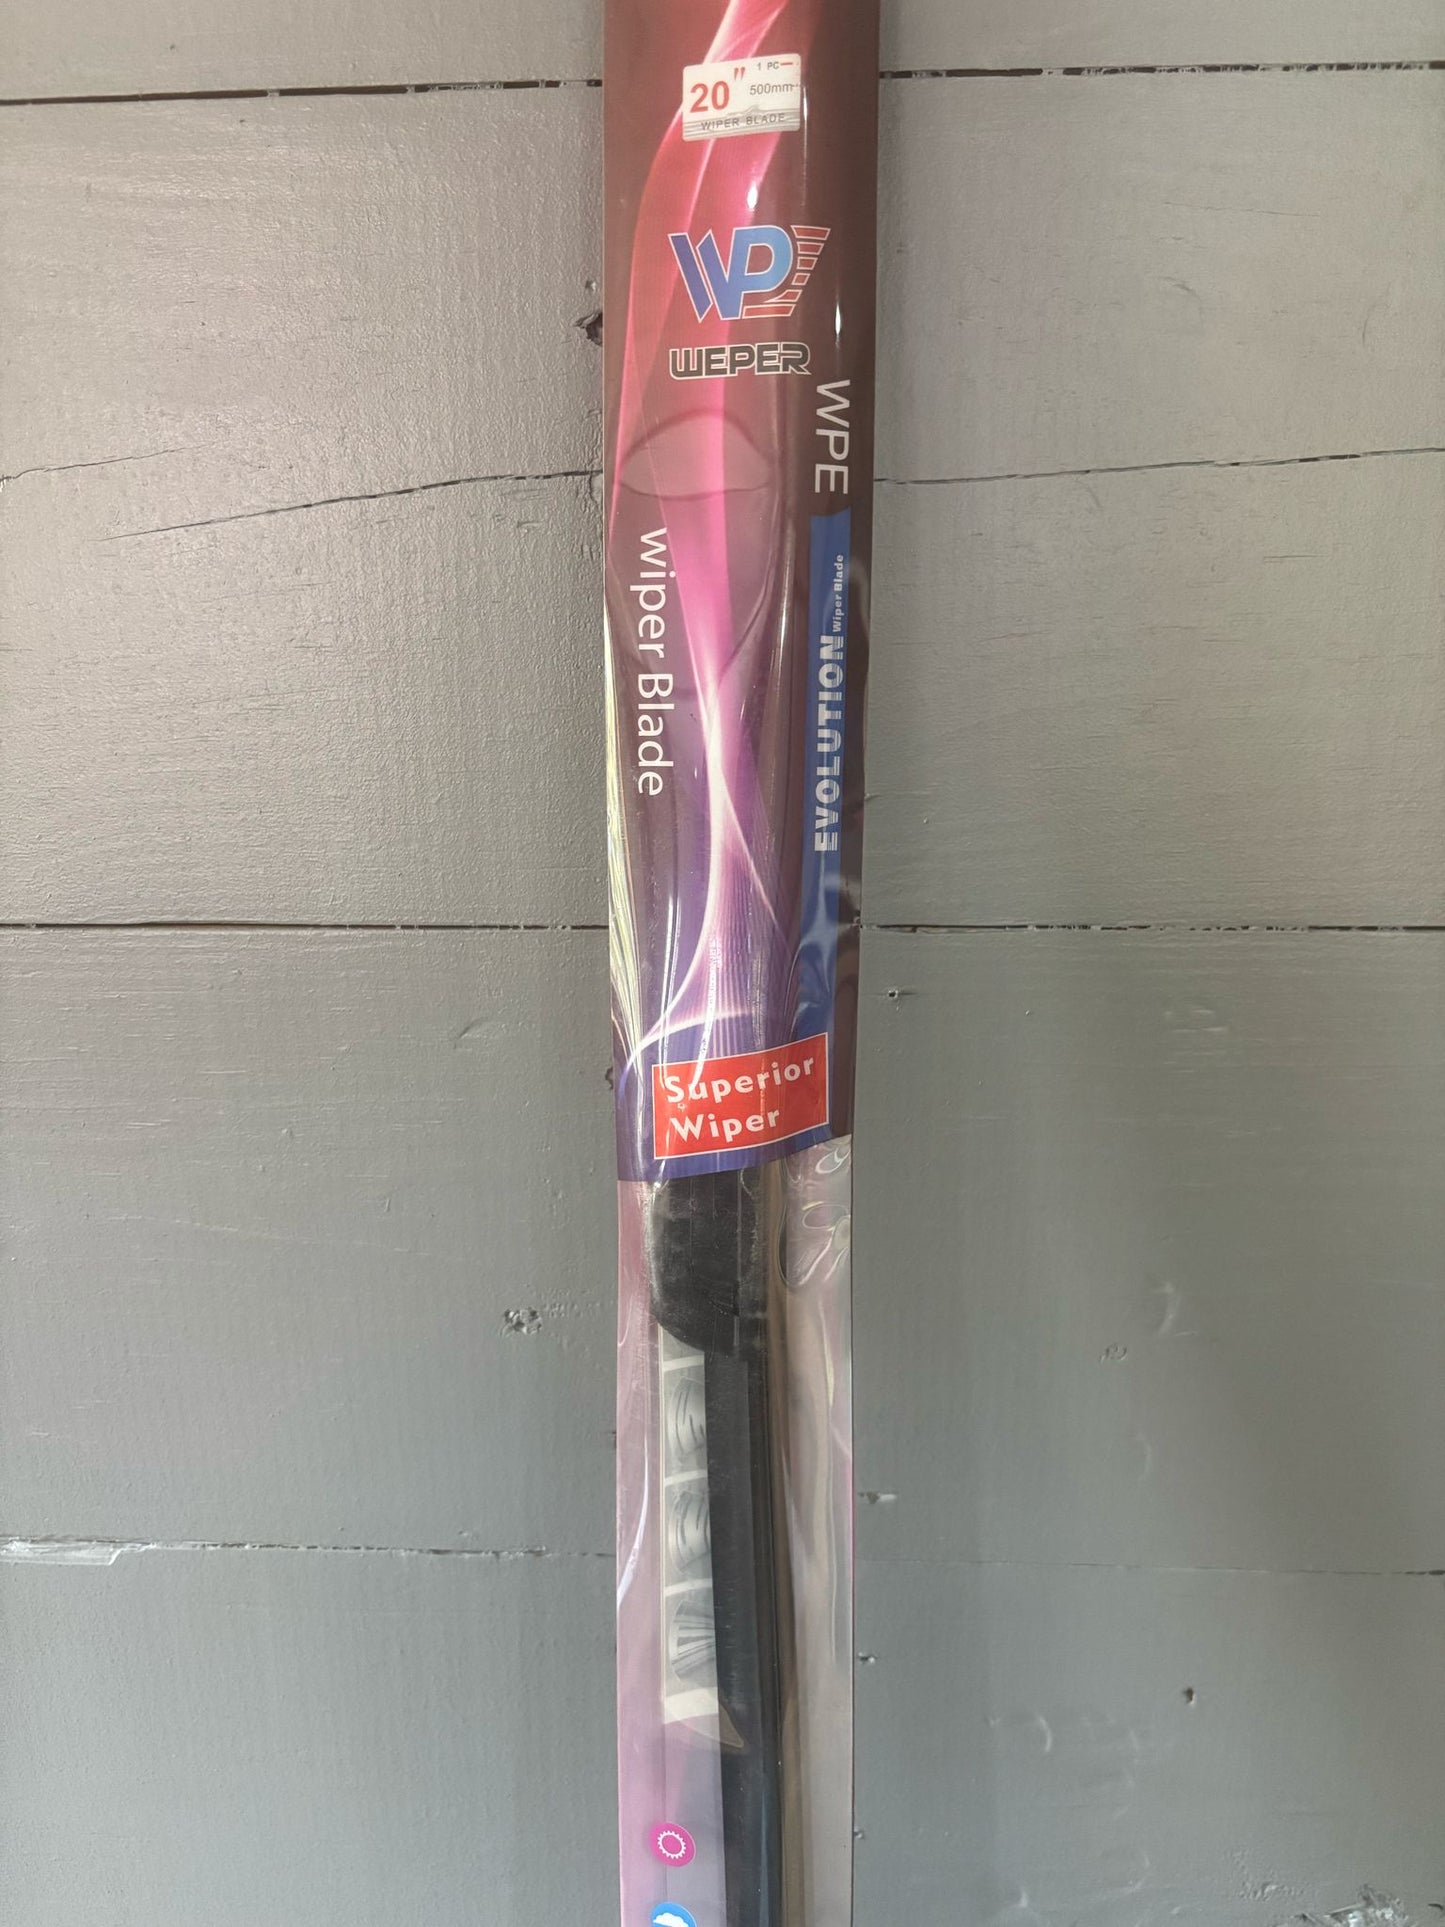 20" 1 PC
500mm
WIPER BLADE
WP
WEPER
WPE
wiper Blade
EVOLUTION Wiper Blade
Superior
Wiper